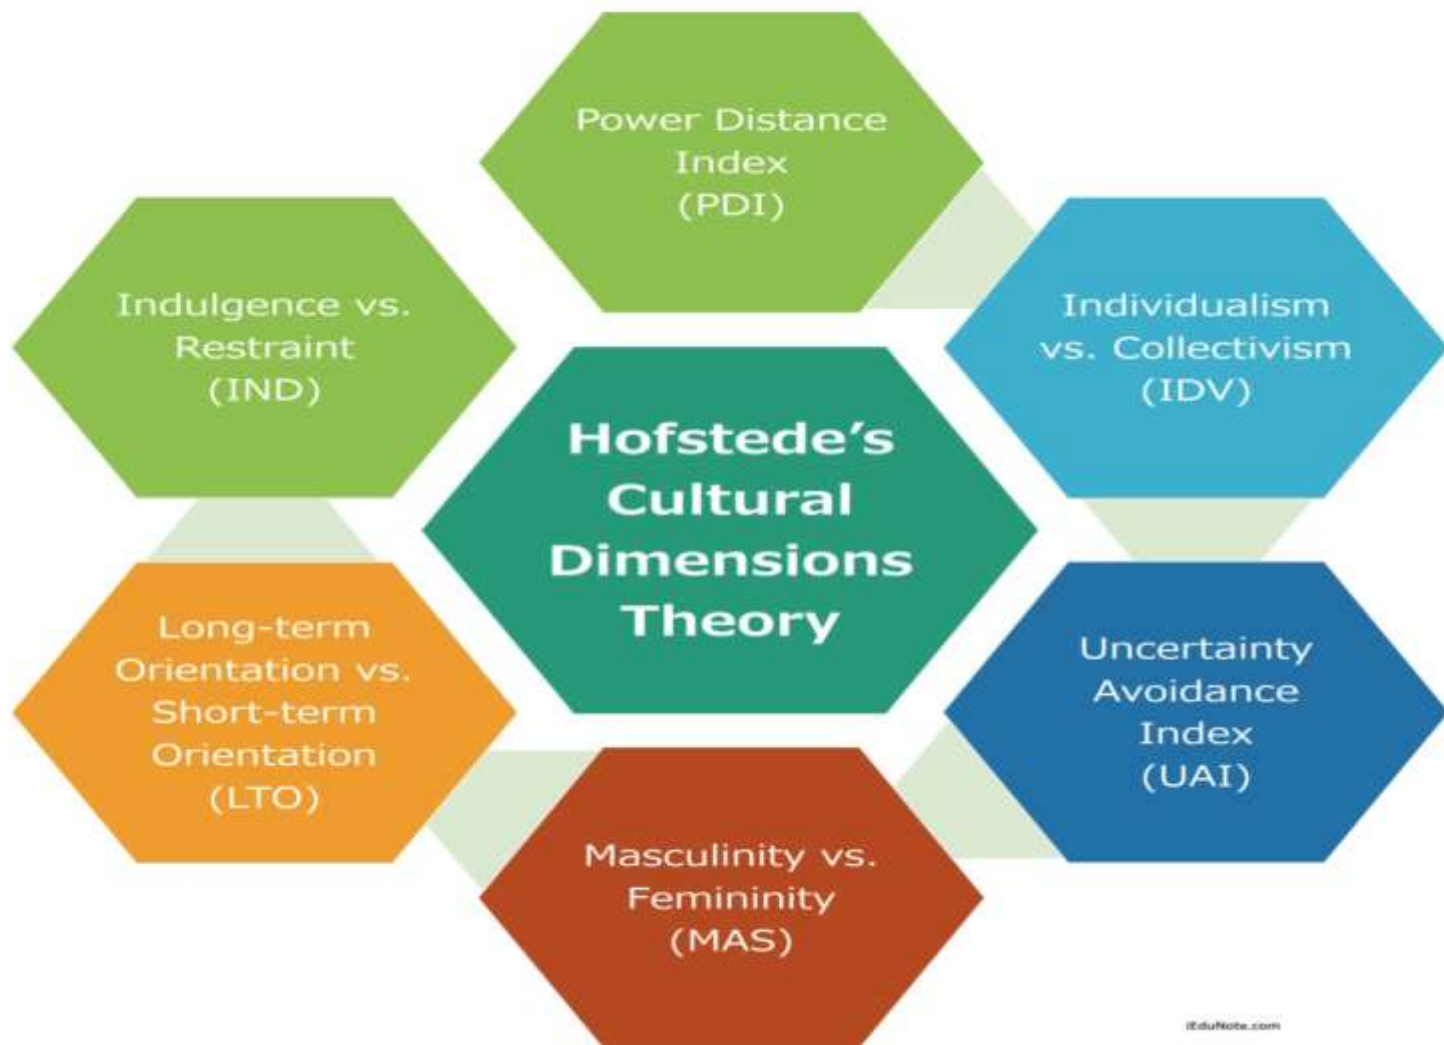 Power Distance
Index
(PDI)
Individualism
vs. Collectivism
(IDV)
Uncertainty
Avoidance
Index
(UAI)
Masculinity vs.
Femininity
(MAS)
Long-term
Orientation vs.
Short-term
Orientation
(LTO)
Indulgence vs.
Restraint
(IND)
Hofstede’s
Cultural
Dimensions
Theory
iEduNote.com